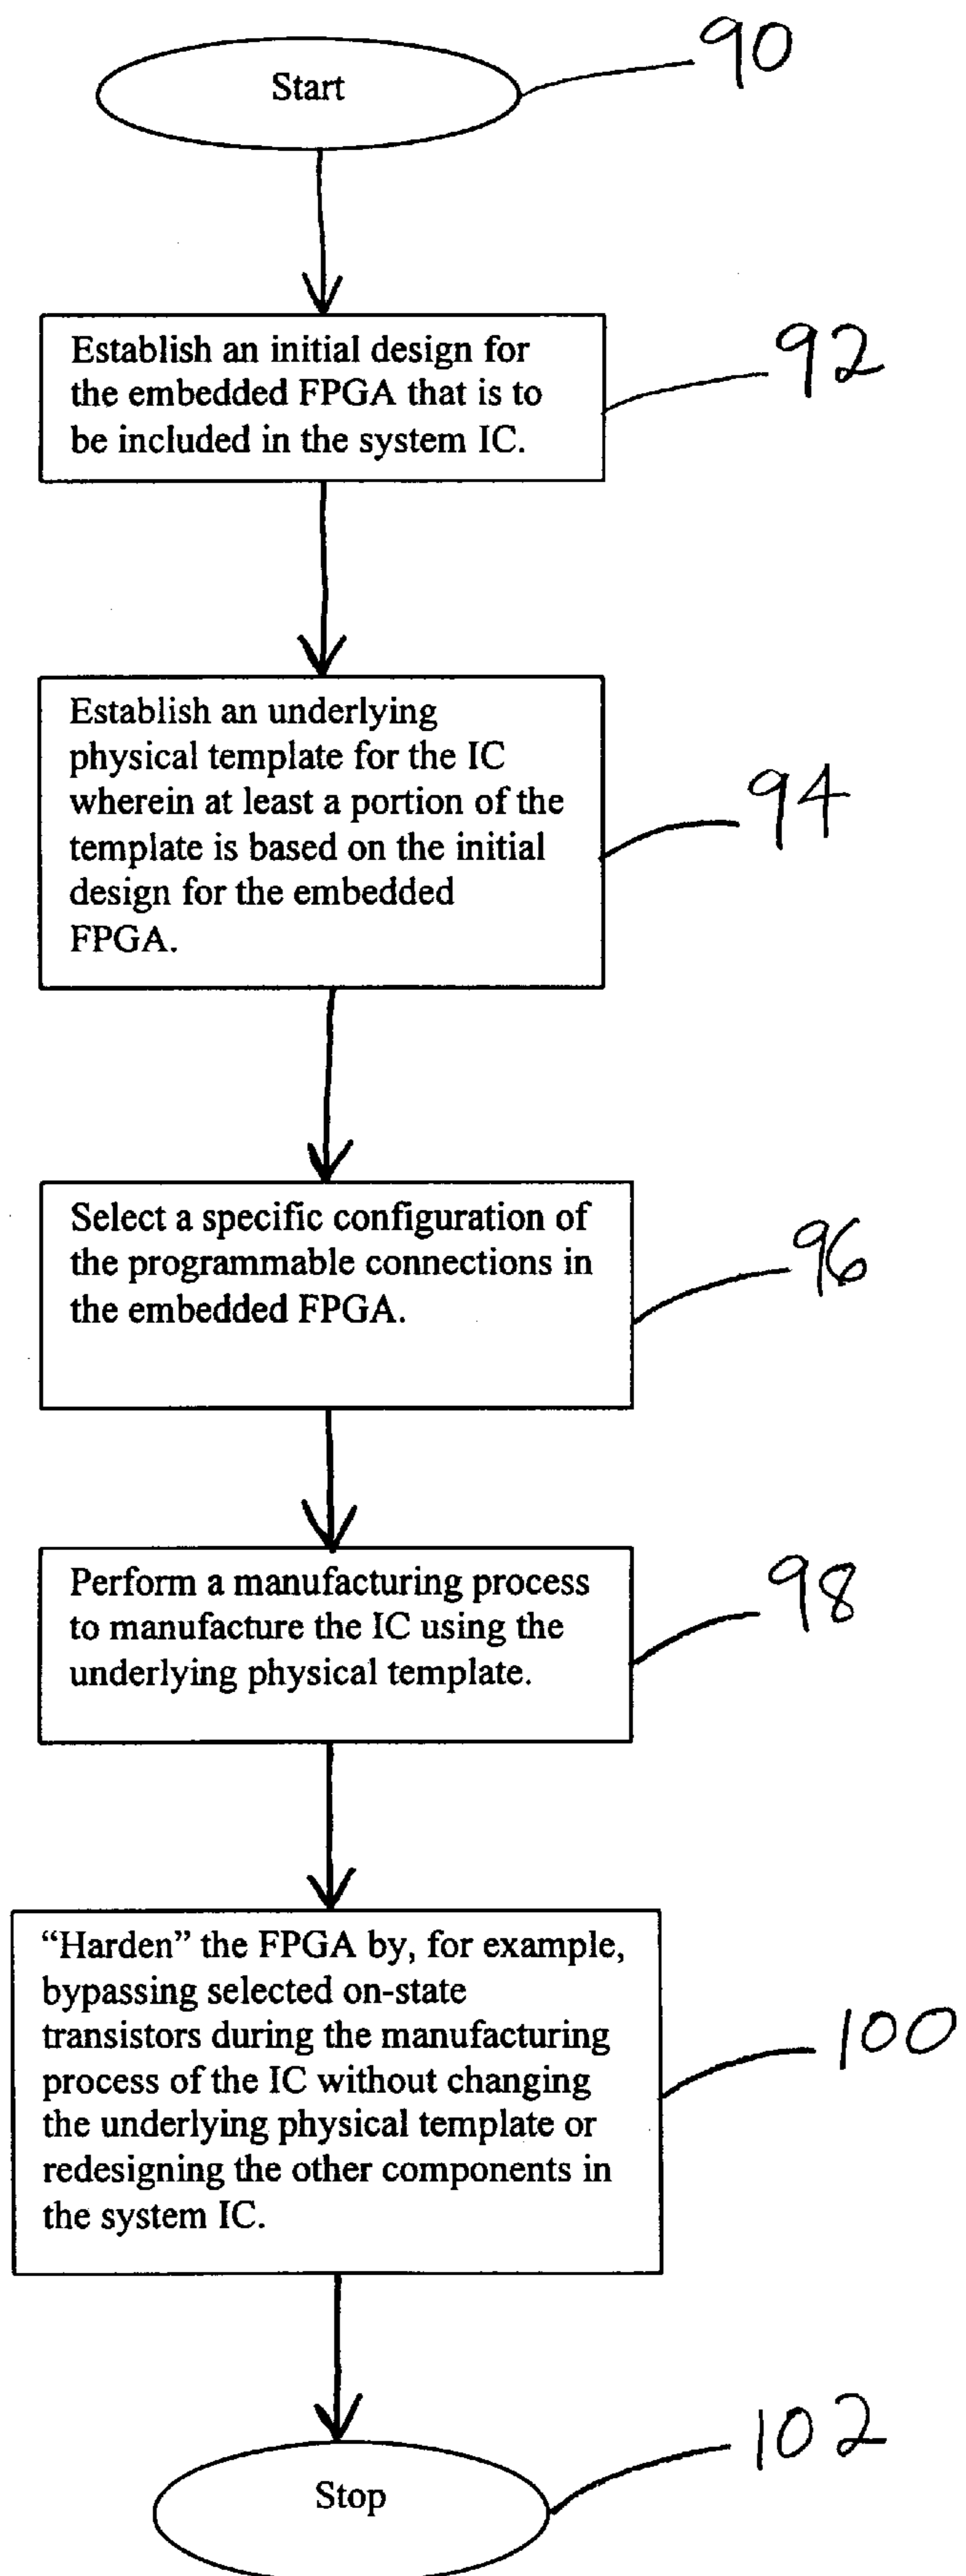 Start
90
Establish an initial design for
the embedded FPGA that is to
be included in the system IC.
92
Establish an underlying
physical template for the IC
wherein at least a portion of the
template is based on the initial
design for the embedded
FPGA.
94
Select a specific configuration of
the programmable connections in
the embedded FPGA.
96
Perform a manufacturing process
to manufacture the IC using the
underlying physical template.
98
“Harden” the FPGA by, for example,
bypassing selected on-state
transistors during the manufacturing
process of the IC without changing
the underlying physical template or
redesigning the other components in
the system IC.
100
Stop
102